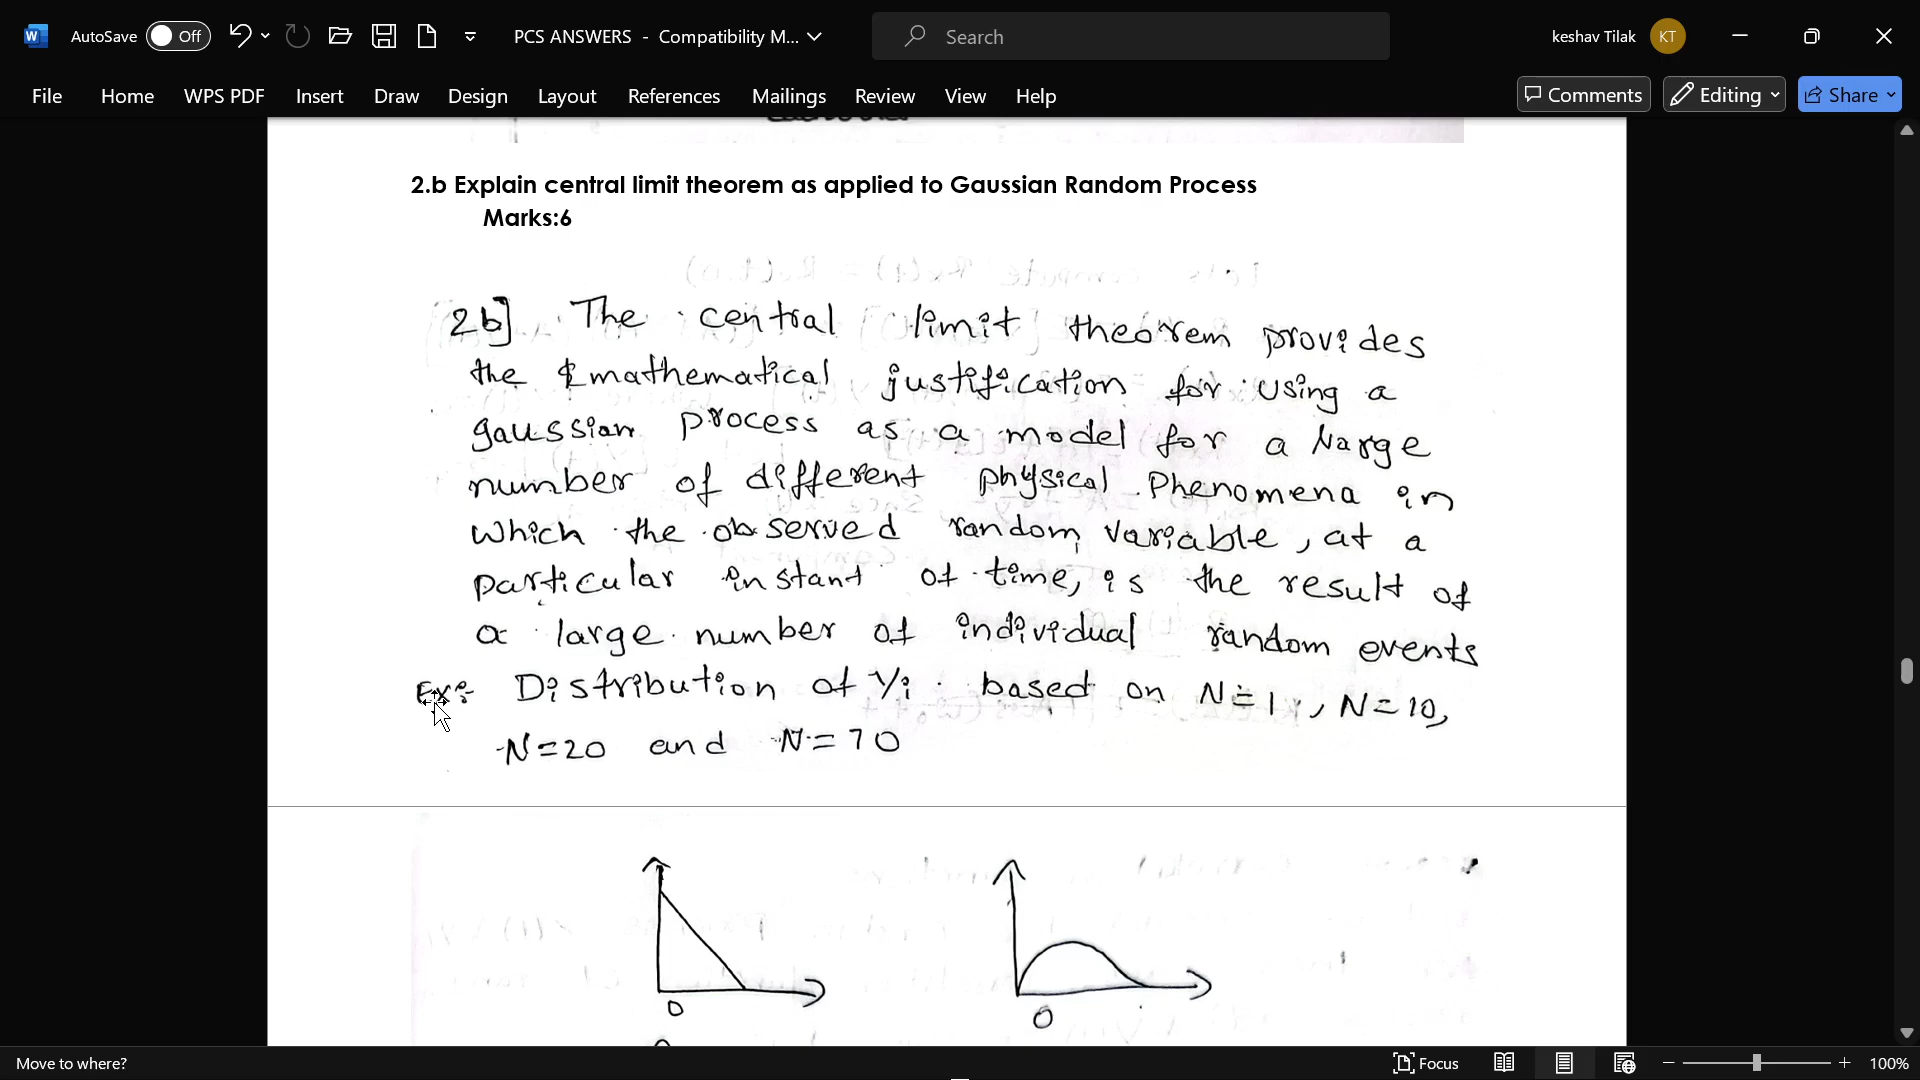 AutoSave Off PCS ANSWERS - Compatibility M... Search keshav Tilak KT
File Home WPS PDF Insert Draw Design Layout References Mailings Review View Help Comments Editing Share
2.b Explain central limit theorem as applied to Gaussian Random Process
Marks:6
2b] The central limit theorem provides
the mathematical justification for using a
gaussian process as a model for a large
number of different physical Phenomena in
which the observed random variable, at a
particular instant of time, is the result of
a large number of individual random events
Ex:- Distribution of Yi based on N=1, N=10,
N=20 and N=70
0
0
Move to where? Focus 100%